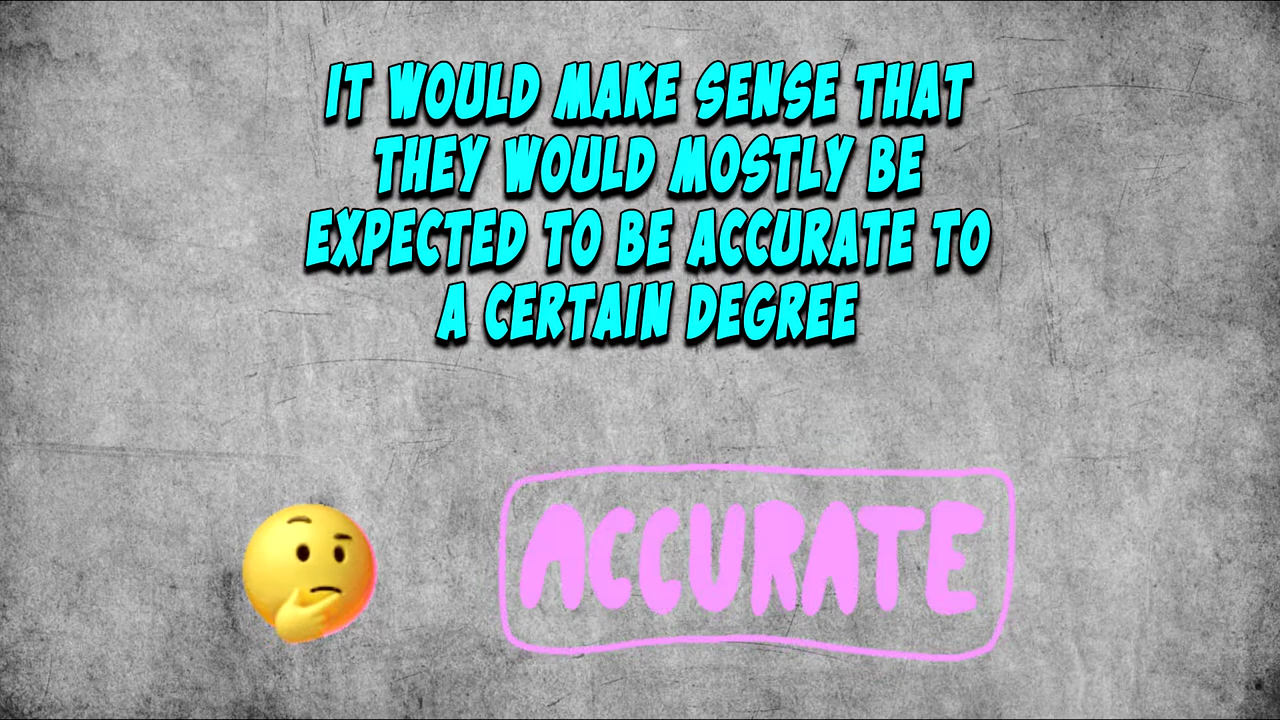 IT WOULD MAKE SENSE THAT
THEY WOULD MOSTLY BE
EXPECTED TO BE ACCURATE TO
A CERTAIN DEGREE
ACCURATE